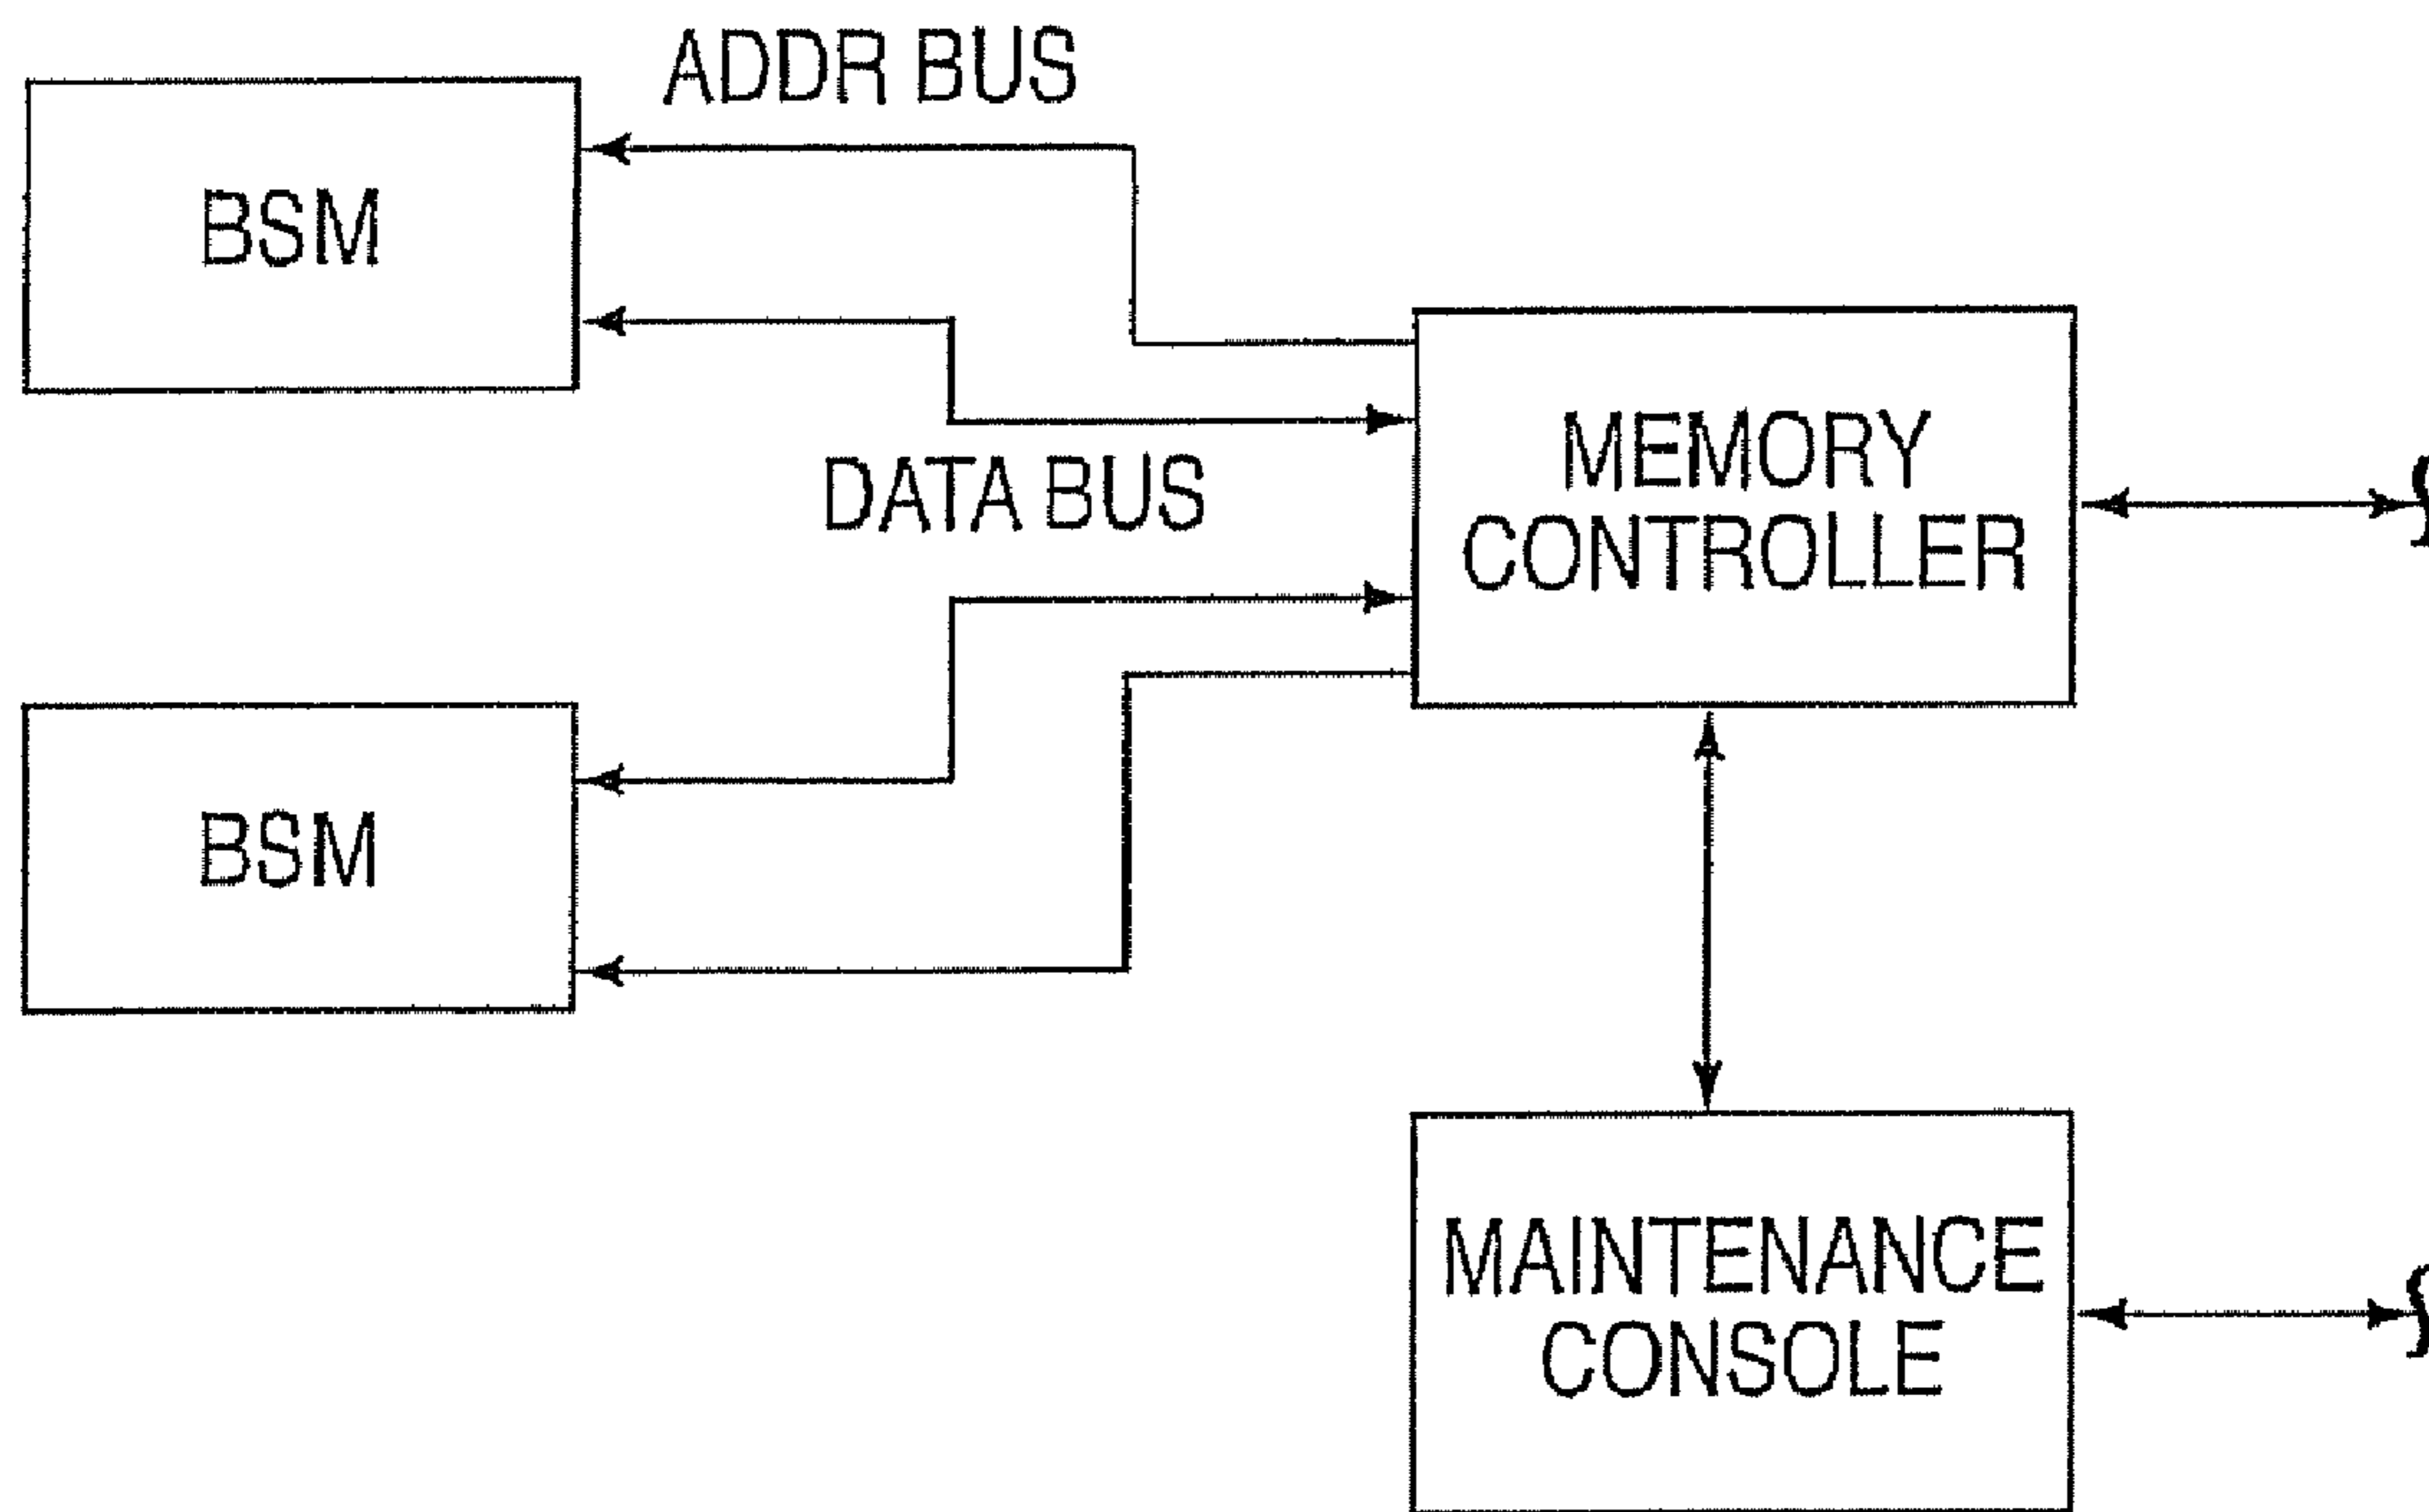 ADDR BUS
BSM
DATA BUS
MEMORY
CONTROLLER
BSM
MAINTENANCE
CONSOLE